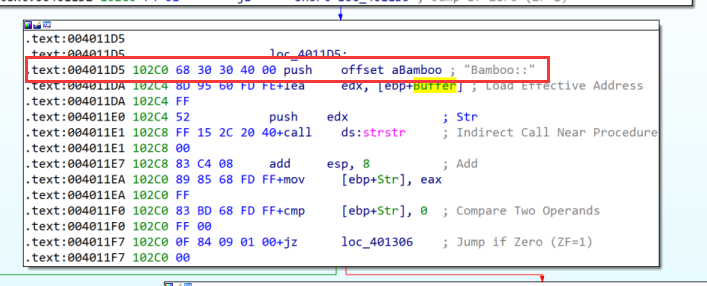 .text:004011D5
.text:004011D5 loc_4011D5:
.text:004011D5 102C0 68 30 30 40 00 push offset aBamboo ; "Bamboo::"
.text:004011DA 102C4 8D 95 60 FD FE+lea edx, [ebp+Buffer] ; Load Effective Address
.text:004011DA 102C4 FF
.text:004011E0 102C4 52 push edx ; Str
.text:004011E1 102C8 FF 15 2C 20 40+call ds:strstr ; Indirect Call Near Procedure
.text:004011E1 102C8 00
.text:004011E7 102C8 83 C4 08 add esp, 8 ; Add
.text:004011EA 102C0 89 85 68 FD FF+mov [ebp+Str], eax
.text:004011EA 102C0 FF
.text:004011F0 102C0 83 BD 68 FD FF+cmp [ebp+Str], 0 ; Compare Two Operands
.text:004011F0 102C0 FF 00
.text:004011F7 102C0 0F 84 09 01 00+jz loc_401306 ; Jump if Zero (ZF=1)
.text:004011F7 102C0 00